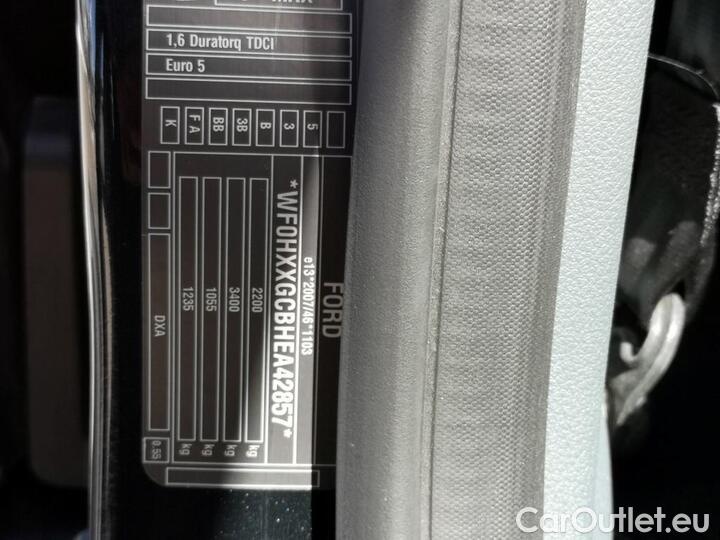 FORD
e13*2007/46*1103
*WF0HXXGCBHEA42857*
2200 kg
3400 kg
1055 kg
1235 kg
DXA
0.55
5
3
B
3B
BB
F A
K
1,6 Duratorq TDCI
Euro 5
CarOutlet.eu